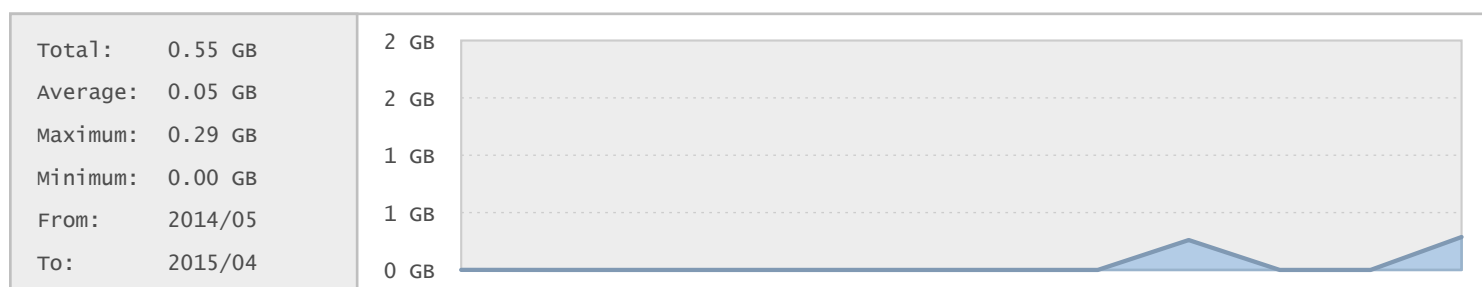 Total: 0.55 GB
Average: 0.05 GB
Maximum: 0.29 GB
Minimum: 0.00 GB
From: 2014/05
To: 2015/04
2 GB
2 GB
1 GB
1 GB
0 GB